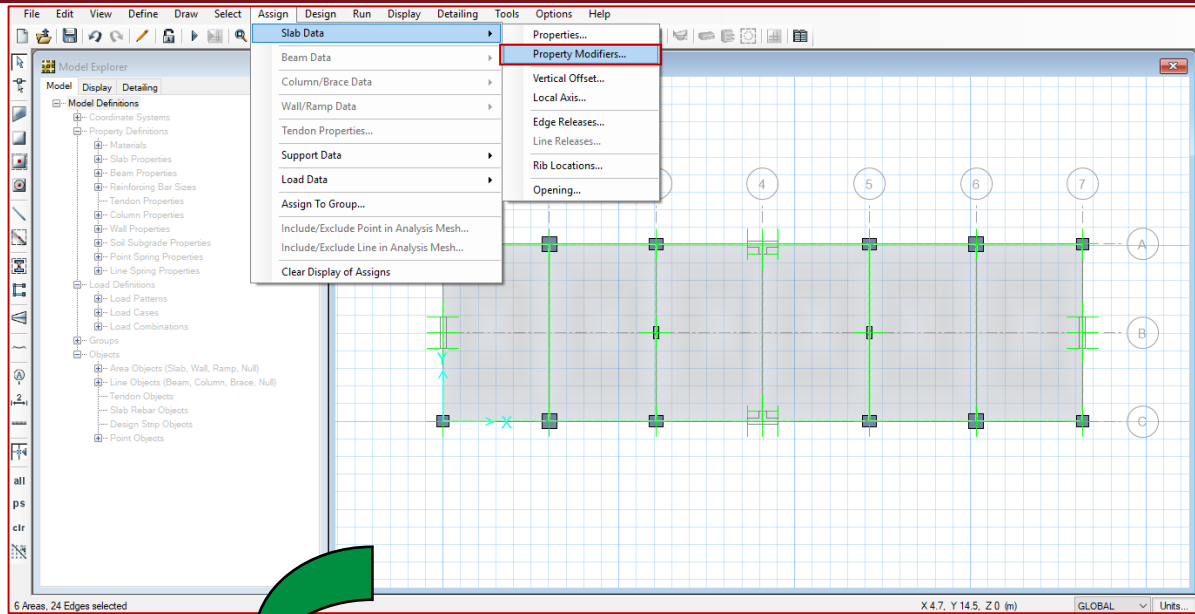 File Edit View Define Draw Select Assign Design Run Display Detailing Tools Options Help
Slab Data
Beam Data
Column/Brace Data
Wall/Ramp Data
Tendon Properties...
Support Data
Load Data
Assign To Group...
Include/Exclude Point in Analysis Mesh...
Include/Exclude Line in Analysis Mesh...
Clear Display of Assigns
Properties...
Property Modifiers...
Vertical Offset...
Local Axis...
Edge Releases...
Line Releases...
Rib Locations...
Opening...
Model Explorer
Model Display Detailing
Model Definitions
Coordinate Systems
Property Definitions
Materials
Slab Properties
Beam Properties
Reinforcing Bar Sizes
Tendon Properties
Column Properties
Wall Properties
Soil Subgrade Properties
Point Spring Properties
Line Spring Properties
Load Definitions
Load Patterns
Load Cases
Load Combinations
Groups
Objects
Area Objects (Slab, Wall, Ramp, Null)
Line Objects (Beam, Column, Brace, Null)
Tendon Objects
Slab Rebar Objects
Design Strip Objects
Point Objects
all
ps
clr
4 5 6 7
A
B
C
Y
X
6 Areas, 24 Edges selected
X 4.7, Y 14.5, Z 0 (m)
GLOBAL
Units...